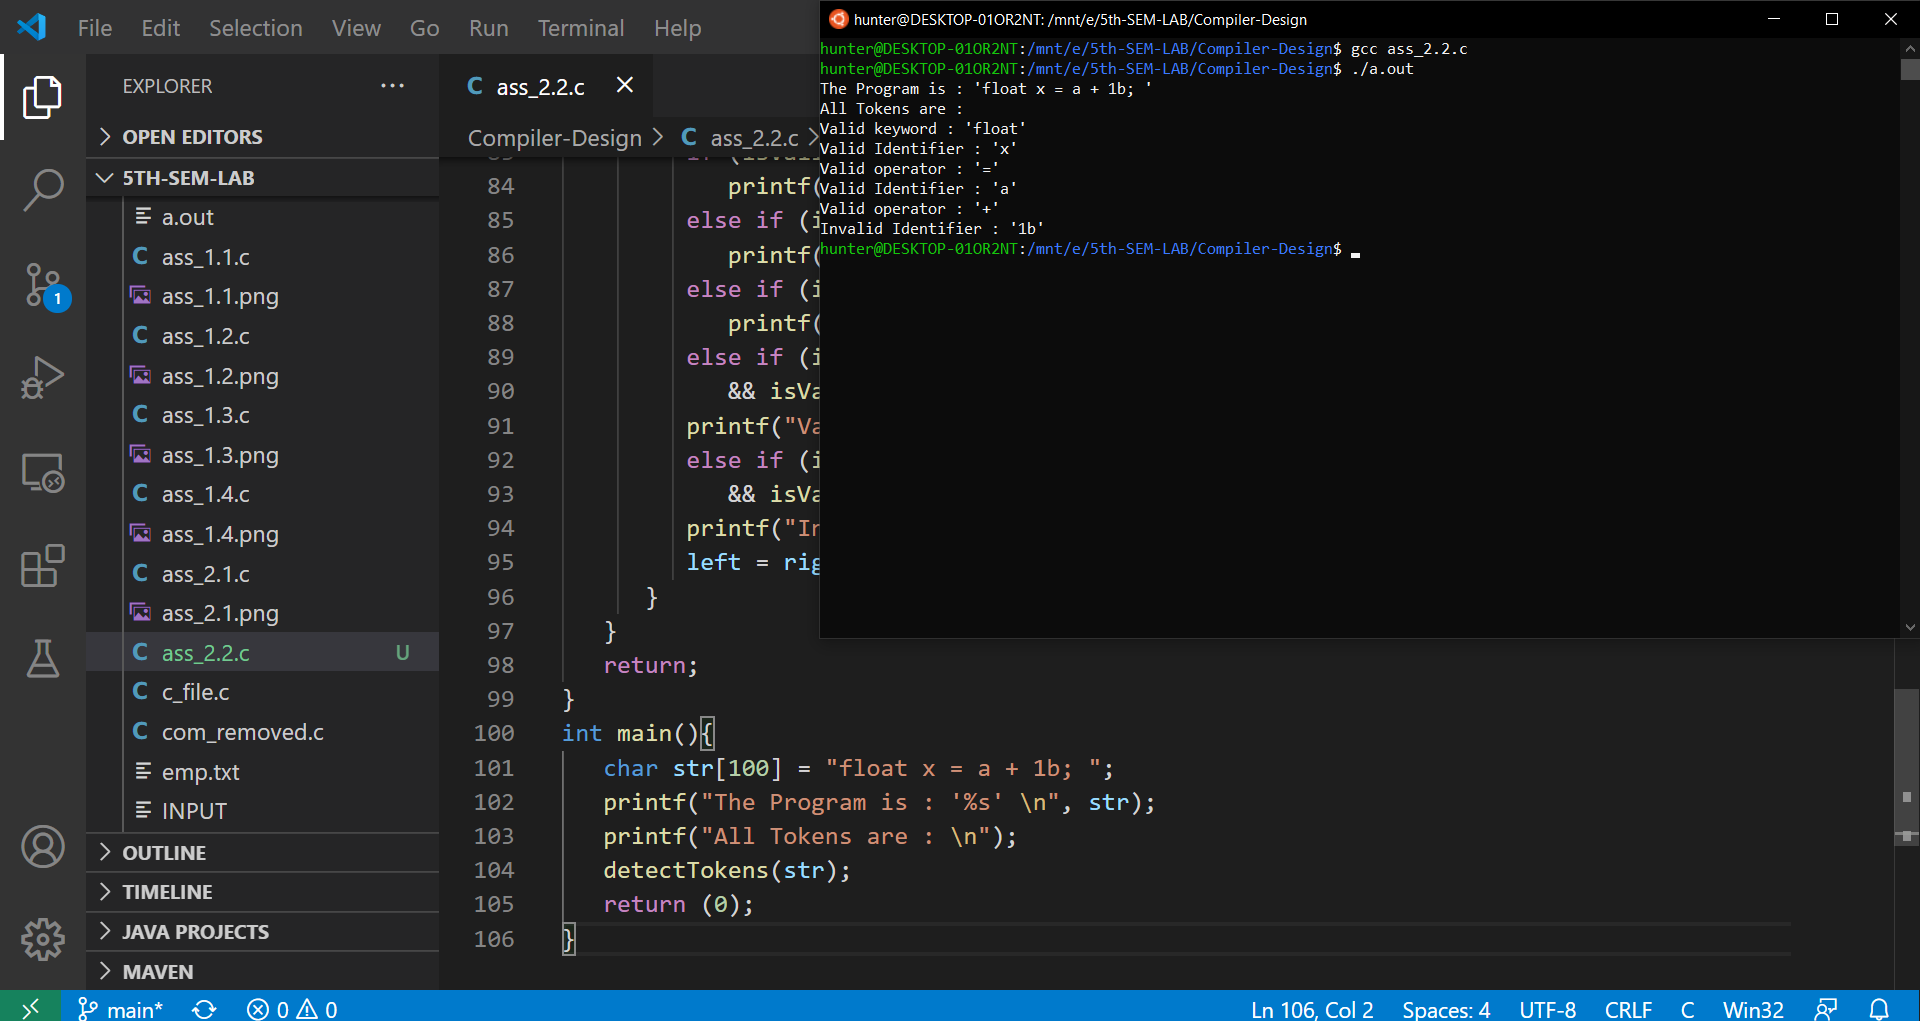 File Edit Selection View Go Run Terminal Help
EXPLORER
OPEN EDITORS
5TH-SEM-LAB
a.out
ass_1.1.c
ass_1.1.png
ass_1.2.c
ass_1.2.png
ass_1.3.c
ass_1.3.png
ass_1.4.c
ass_1.4.png
ass_2.1.c
ass_2.1.png
ass_2.2.c U
c_file.c
com_removed.c
emp.txt
INPUT
OUTLINE
TIMELINE
JAVA PROJECTS
MAVEN
1
C ass_2.2.c
Compiler-Design > C ass_2.2.c >
84 printf(
85 else if (i
86 printf(
87 else if (i
88 printf(
89 else if (i
90 && isVa
91 printf("Va
92 else if (i
93 && isVa
94 printf("In
95 left = rig
96 }
97 }
98 return;
99 }
100 int main(){
101 char str[100] = "float x = a + 1b; ";
102 printf("The Program is : '%s' \n", str);
103 printf("All Tokens are : \n");
104 detectTokens(str);
105 return (0);
106 }
hunter@DESKTOP-01OR2NT: /mnt/e/5th-SEM-LAB/Compiler-Design
hunter@DESKTOP-01OR2NT:/mnt/e/5th-SEM-LAB/Compiler-Design$ gcc ass_2.2.c
hunter@DESKTOP-01OR2NT:/mnt/e/5th-SEM-LAB/Compiler-Design$ ./a.out
The Program is : 'float x = a + 1b; '
All Tokens are :
Valid keyword : 'float'
Valid Identifier : 'x'
Valid operator : '='
Valid Identifier : 'a'
Valid operator : '+'
Invalid Identifier : '1b'
hunter@DESKTOP-01OR2NT:/mnt/e/5th-SEM-LAB/Compiler-Design$
main* 0 0 Ln 106, Col 2 Spaces: 4 UTF-8 CRLF C Win32